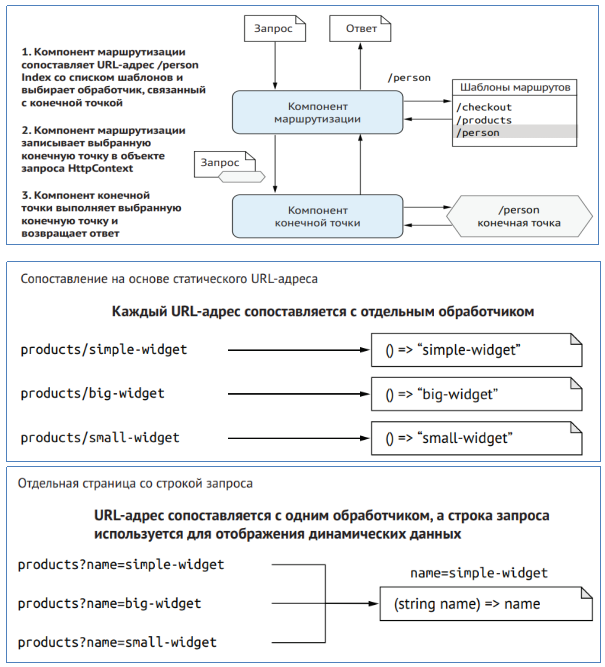 Запрос
Ответ
1. Компонент маршрутизации
сопоставляет URL-адрес /person
Index со списком шаблонов и
выбирает обработчик, связанный
с конечной точкой
/person
Шаблоны маршрутов
/checkout
/products
/person
Компонент
маршрутизации
2. Компонент маршрутизации
записывает выбранную
конечную точку в объекте
запроса HttpContext
Запрос
3. Компонент конечной
точки выполняет выбранную
конечную точку и
возвращает ответ
Компонент
конечной точки
/person
конечная точка
Сопоставление на основе статического URL-адреса
Каждый URL-адрес сопоставляется с отдельным обработчиком
products/simple-widget
() => “simple-widget”
products/big-widget
() => “big-widget”
products/small-widget
() => “small-widget”
Отдельная страница со строкой запроса
URL-адрес сопоставляется с одним обработчиком, а строка запроса
используется для отображения динамических данных
products?name=simple-widget
name=simple-widget
products?name=big-widget
(string name) => name
products?name=small-widget